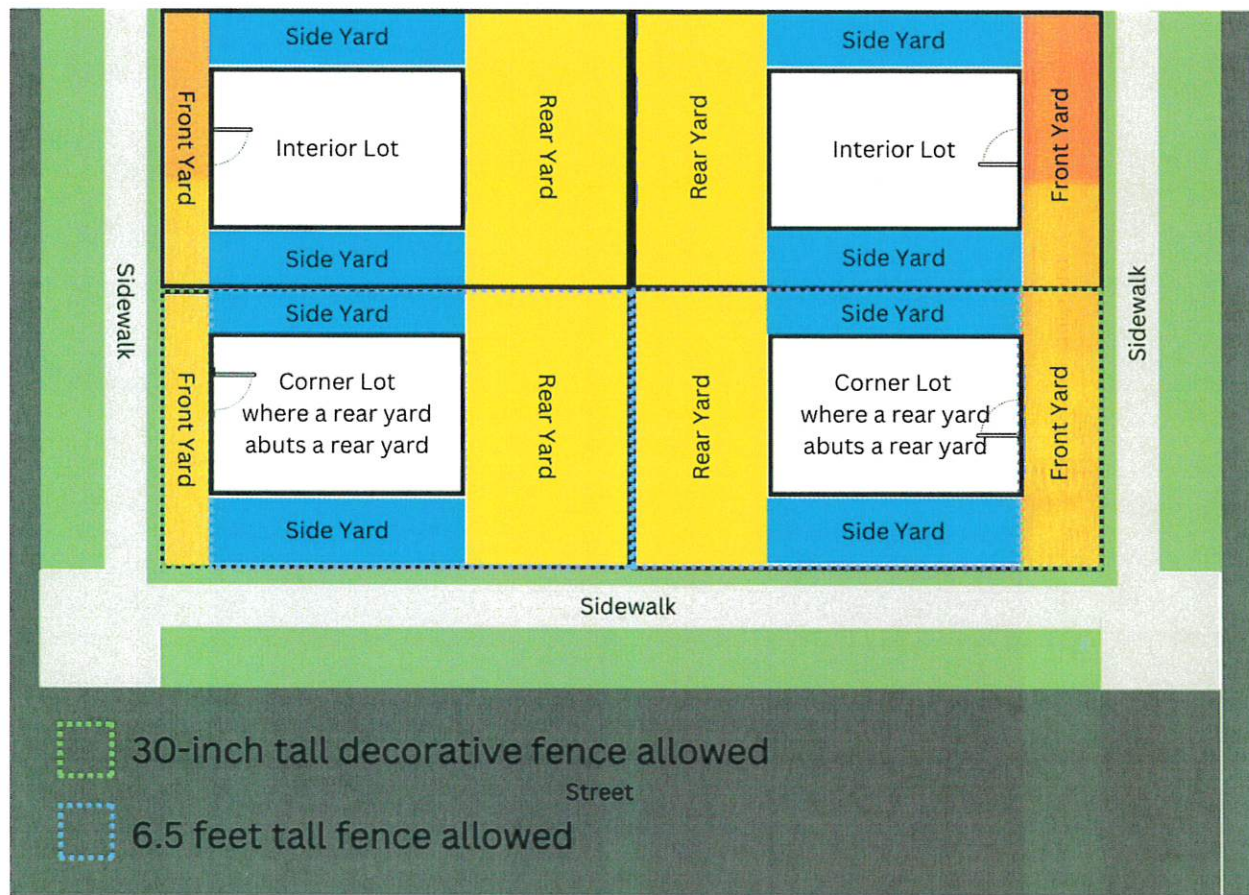 Side Yard
Side Yard
Front Yard
Interior Lot
Rear Yard
Rear Yard
Interior Lot
Front Yard
Side Yard
Side Yard
Sidewalk
Sidewalk
Side Yard
Side Yard
Front Yard
Corner Lot
where a rear yard
abuts a rear yard
Rear Yard
Rear Yard
Corner Lot
where a rear yard
abuts a rear yard
Front Yard
Side Yard
Side Yard
Sidewalk
30-inch tall decorative fence allowed
Street
6.5 feet tall fence allowed